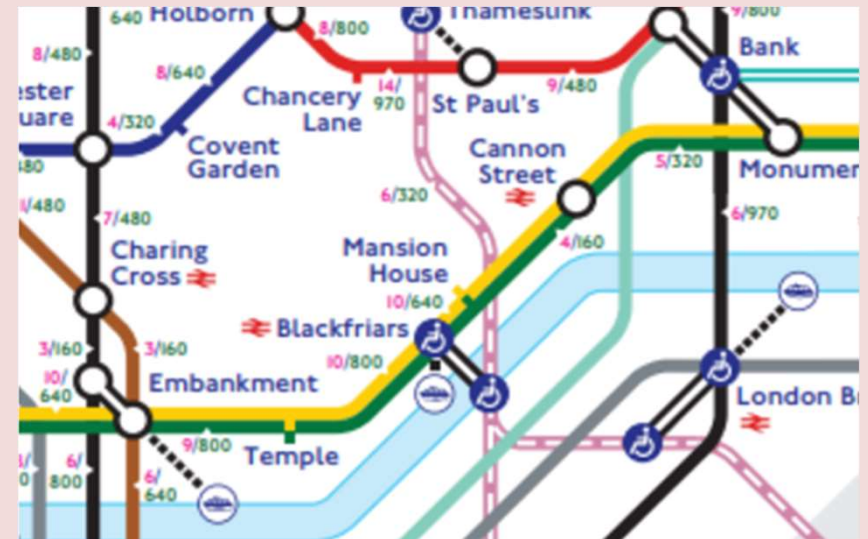 640 Holborn
8/800
Thameslink
9/800
8/480
8/640
Bank
Chancery
Lane
14/
970
St Paul's
9/480
ester
uare
4/320
Covent
Garden
480
Cannon
Street
5/320
Monumen
1/480
7/480
6/320
4/160
6/970
Charing
Cross
Mansion
House
10/640
Blackfriars
3/160
3/160
10/800
10/
640
Embankment
London B
9/800
Temple
6/
800
6/
640